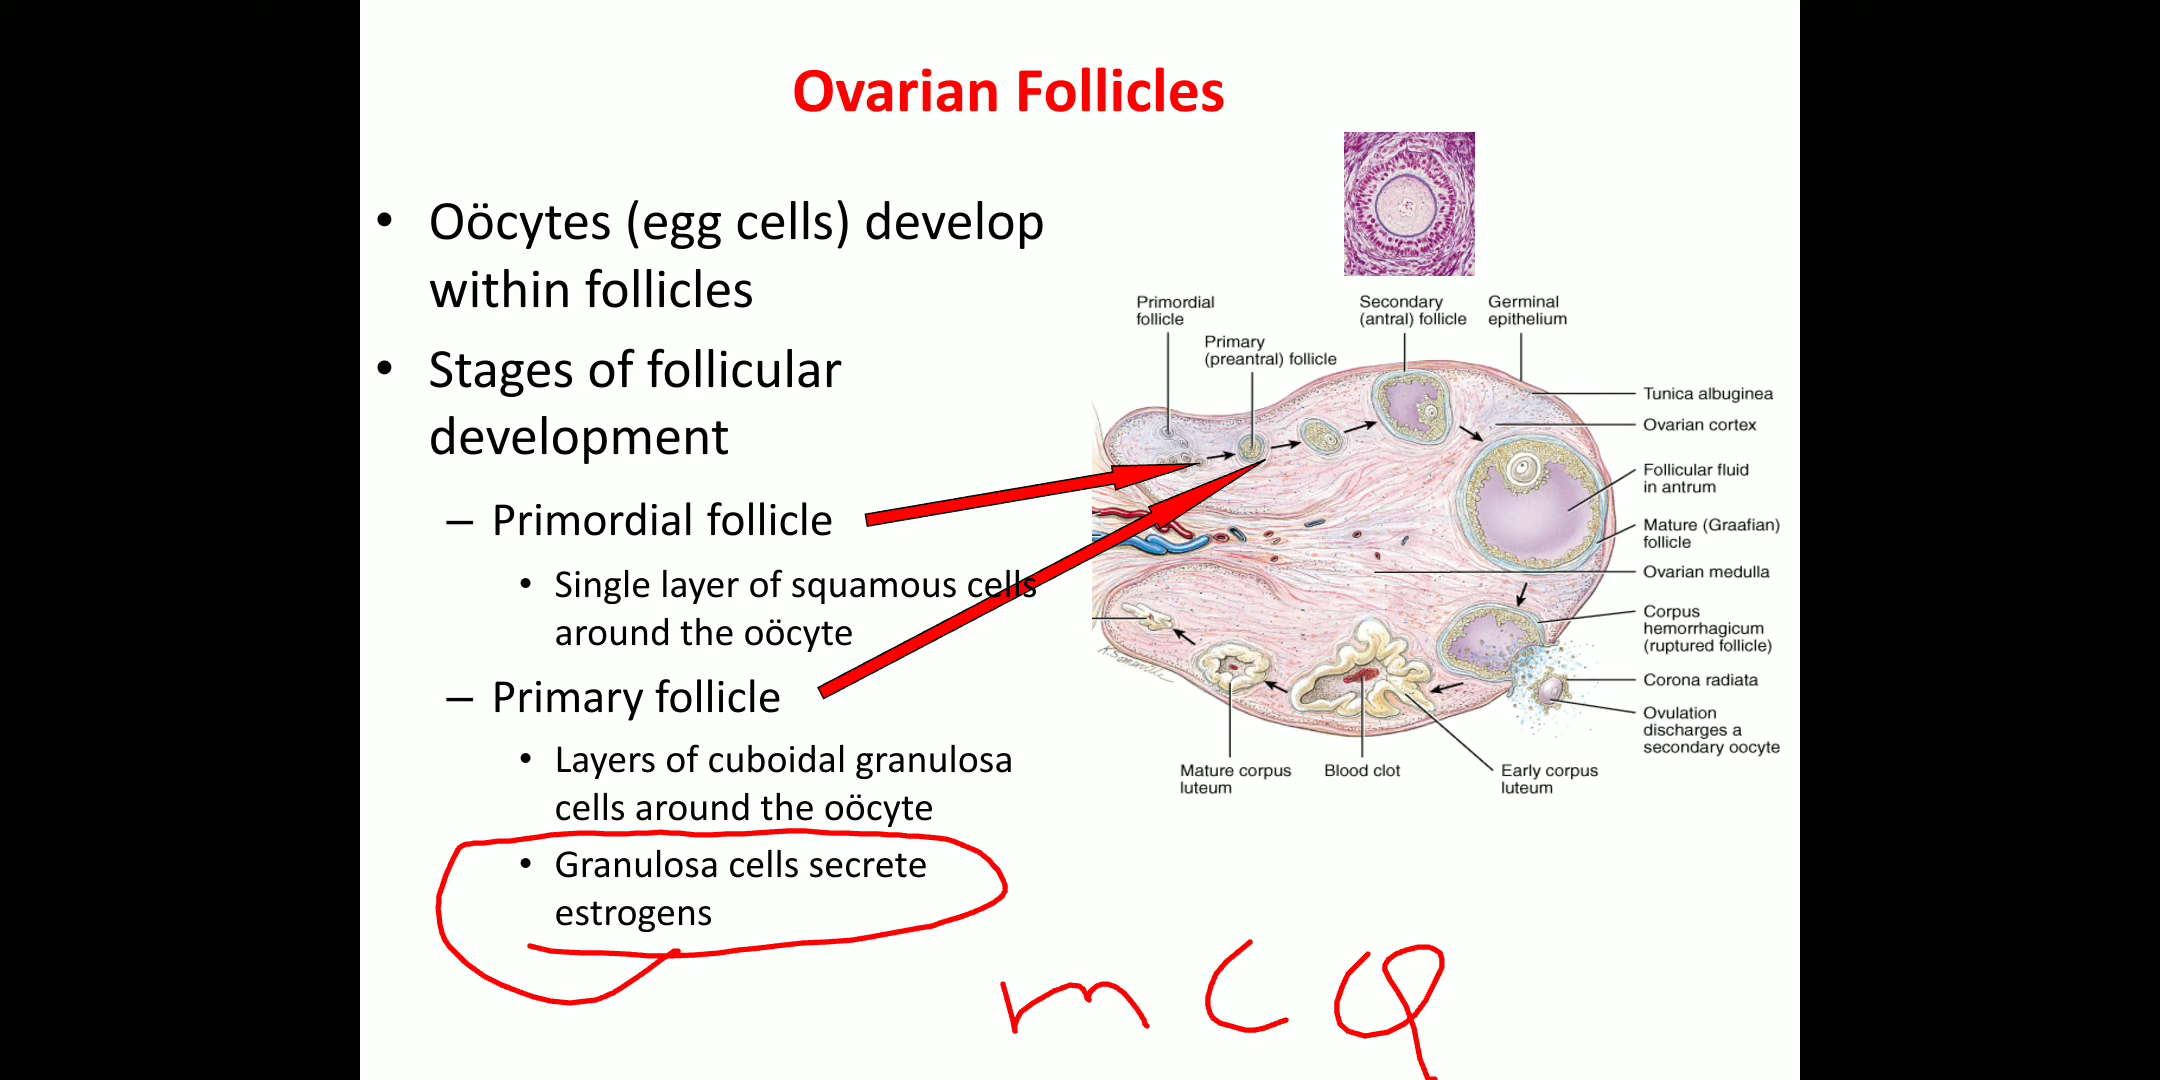 Ovarian Follicles
• Oöcytes (egg cells) develop
within follicles
• Stages of follicular
development
– Primordial follicle
• Single layer of squamous cells
around the oöcyte
– Primary follicle
• Layers of cuboidal granulosa
cells around the oöcyte
• Granulosa cells secrete
estrogens
Primordial
follicle
Primary
(preantral) follicle
Secondary
(antral) follicle
Germinal
epithelium
Tunica albuginea
Ovarian cortex
Follicular fluid
in antrum
Mature (Graafian)
follicle
Ovarian medulla
Corpus
hemorrhagicum
(ruptured follicle)
Corona radiata
Ovulation
discharges a
secondary oocyte
Mature corpus
luteum
Blood clot
Early corpus
luteum
mCQ